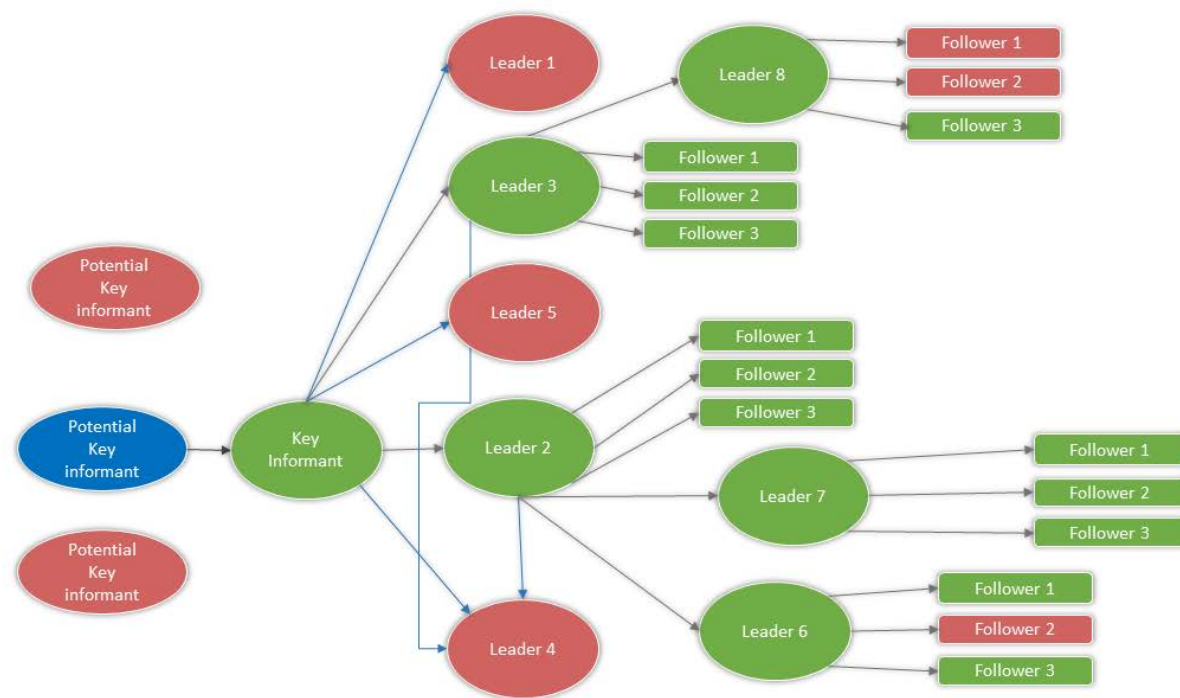 Leader 1
Leader 8
Follower 1
Follower 2
Follower 3
Leader 3
Follower 1
Follower 2
Follower 3
Potential
Key
informant
Leader 5
Potential
Key
informant
Key
Informant
Leader 2
Follower 1
Follower 2
Follower 3
Leader 7
Follower 1
Follower 2
Follower 3
Potential
Key
informant
Leader 4
Leader 6
Follower 1
Follower 2
Follower 3